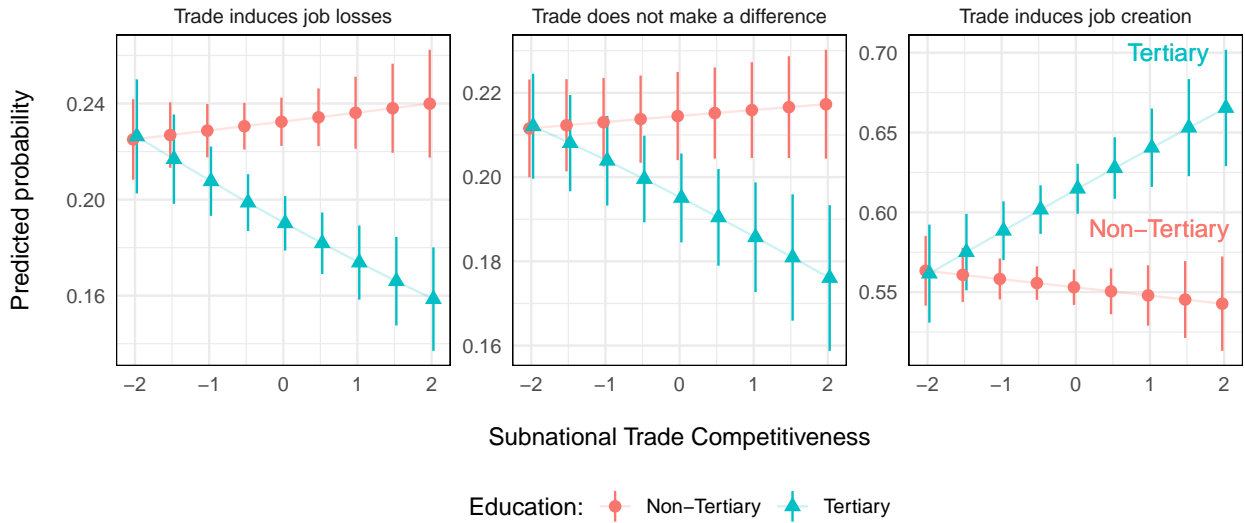 Trade induces job losses
Trade does not make a difference
Trade induces job creation
Predicted probability
0.24
0.20
0.16
−2 −1 0 1 2
0.22
0.20
0.18
0.16
−2 −1 0 1 2
0.70
0.65
0.60
0.55
−2 −1 0 1 2
Tertiary
Non−Tertiary
Subnational Trade Competitiveness
Education: Non−Tertiary Tertiary